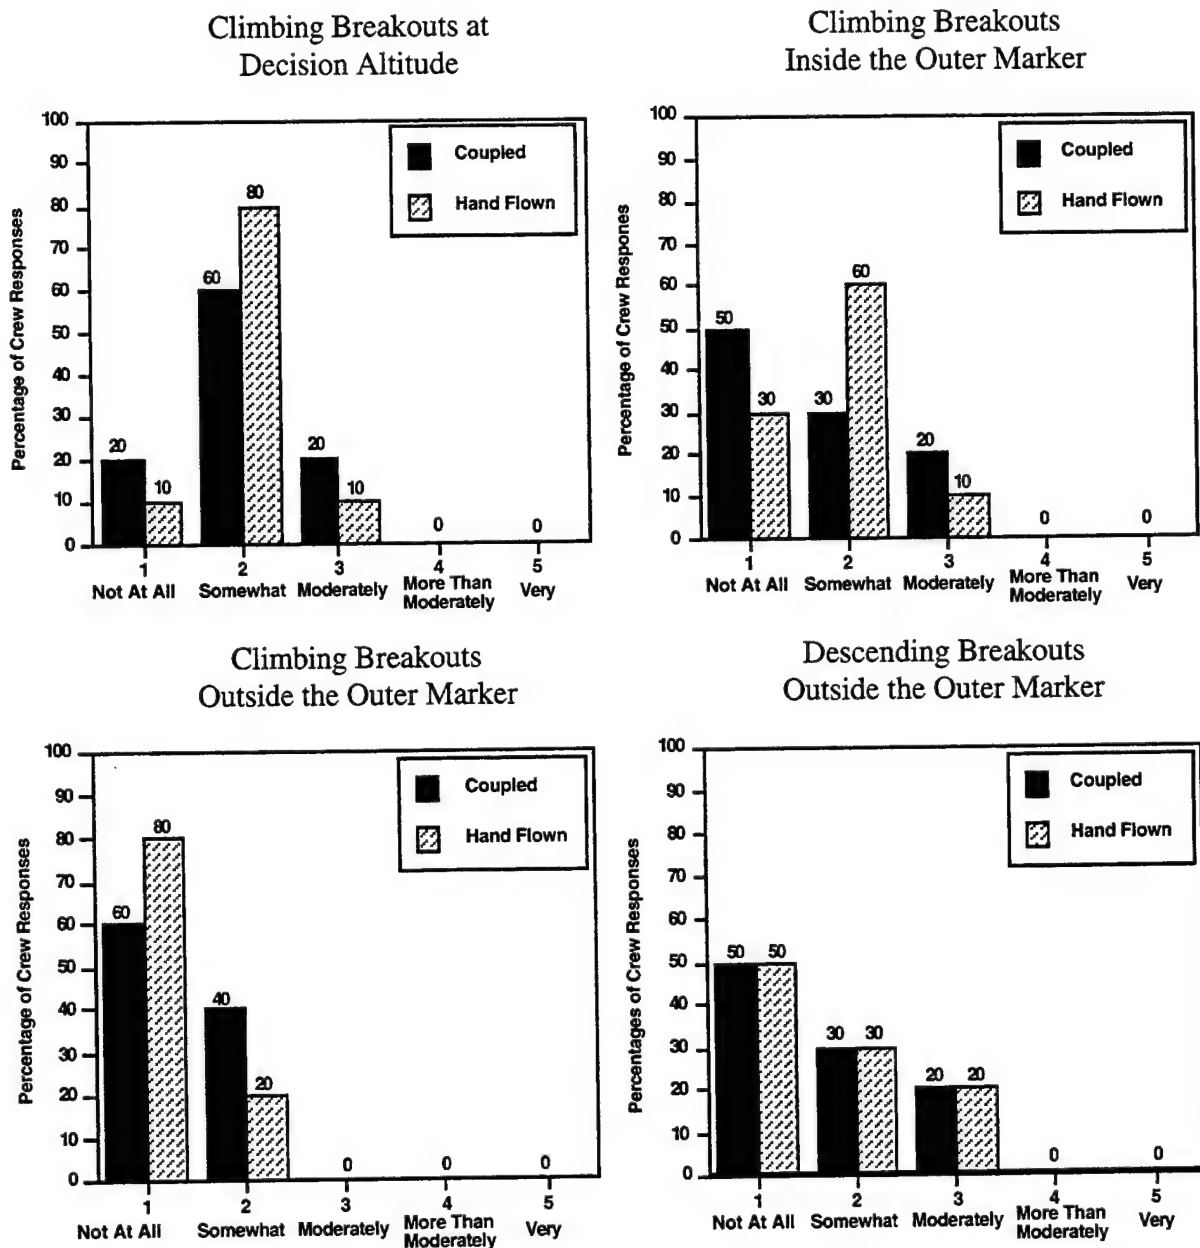 Climbing Breakouts at
Decision Altitude
Percentage of Crew Responses
100
90
80
70
60
50
40
30
20
10
0
Coupled
Hand Flown
20
10
60
80
20
10
0
0
1
2
3
4
5
Not At All
Somewhat
Moderately
More Than
Moderately
Very
Climbing Breakouts
Inside the Outer Marker
Percentage of Crew Respones
100
90
80
70
60
50
40
30
20
10
0
Coupled
Hand Flown
50
30
30
60
20
10
0
0
1
2
3
4
5
Not At All
Somewhat
Moderately
More Than
Moderately
Very
Climbing Breakouts
Outside the Outer Marker
Percentage of Crew Responses
100
90
80
70
60
50
40
30
20
10
0
Coupled
Hand Flown
60
80
40
20
0
0
0
1
2
3
4
5
Not At All
Somewhat
Moderately
More Than
Moderately
Very
Descending Breakouts
Outside the Outer Marker
Percentages of Crew Responses
100
90
80
70
60
50
40
30
20
10
0
Coupled
Hand Flown
50
50
30
30
20
20
0
0
1
2
3
4
5
Not At All
Somewhat
Moderately
More Than
Moderately
Very